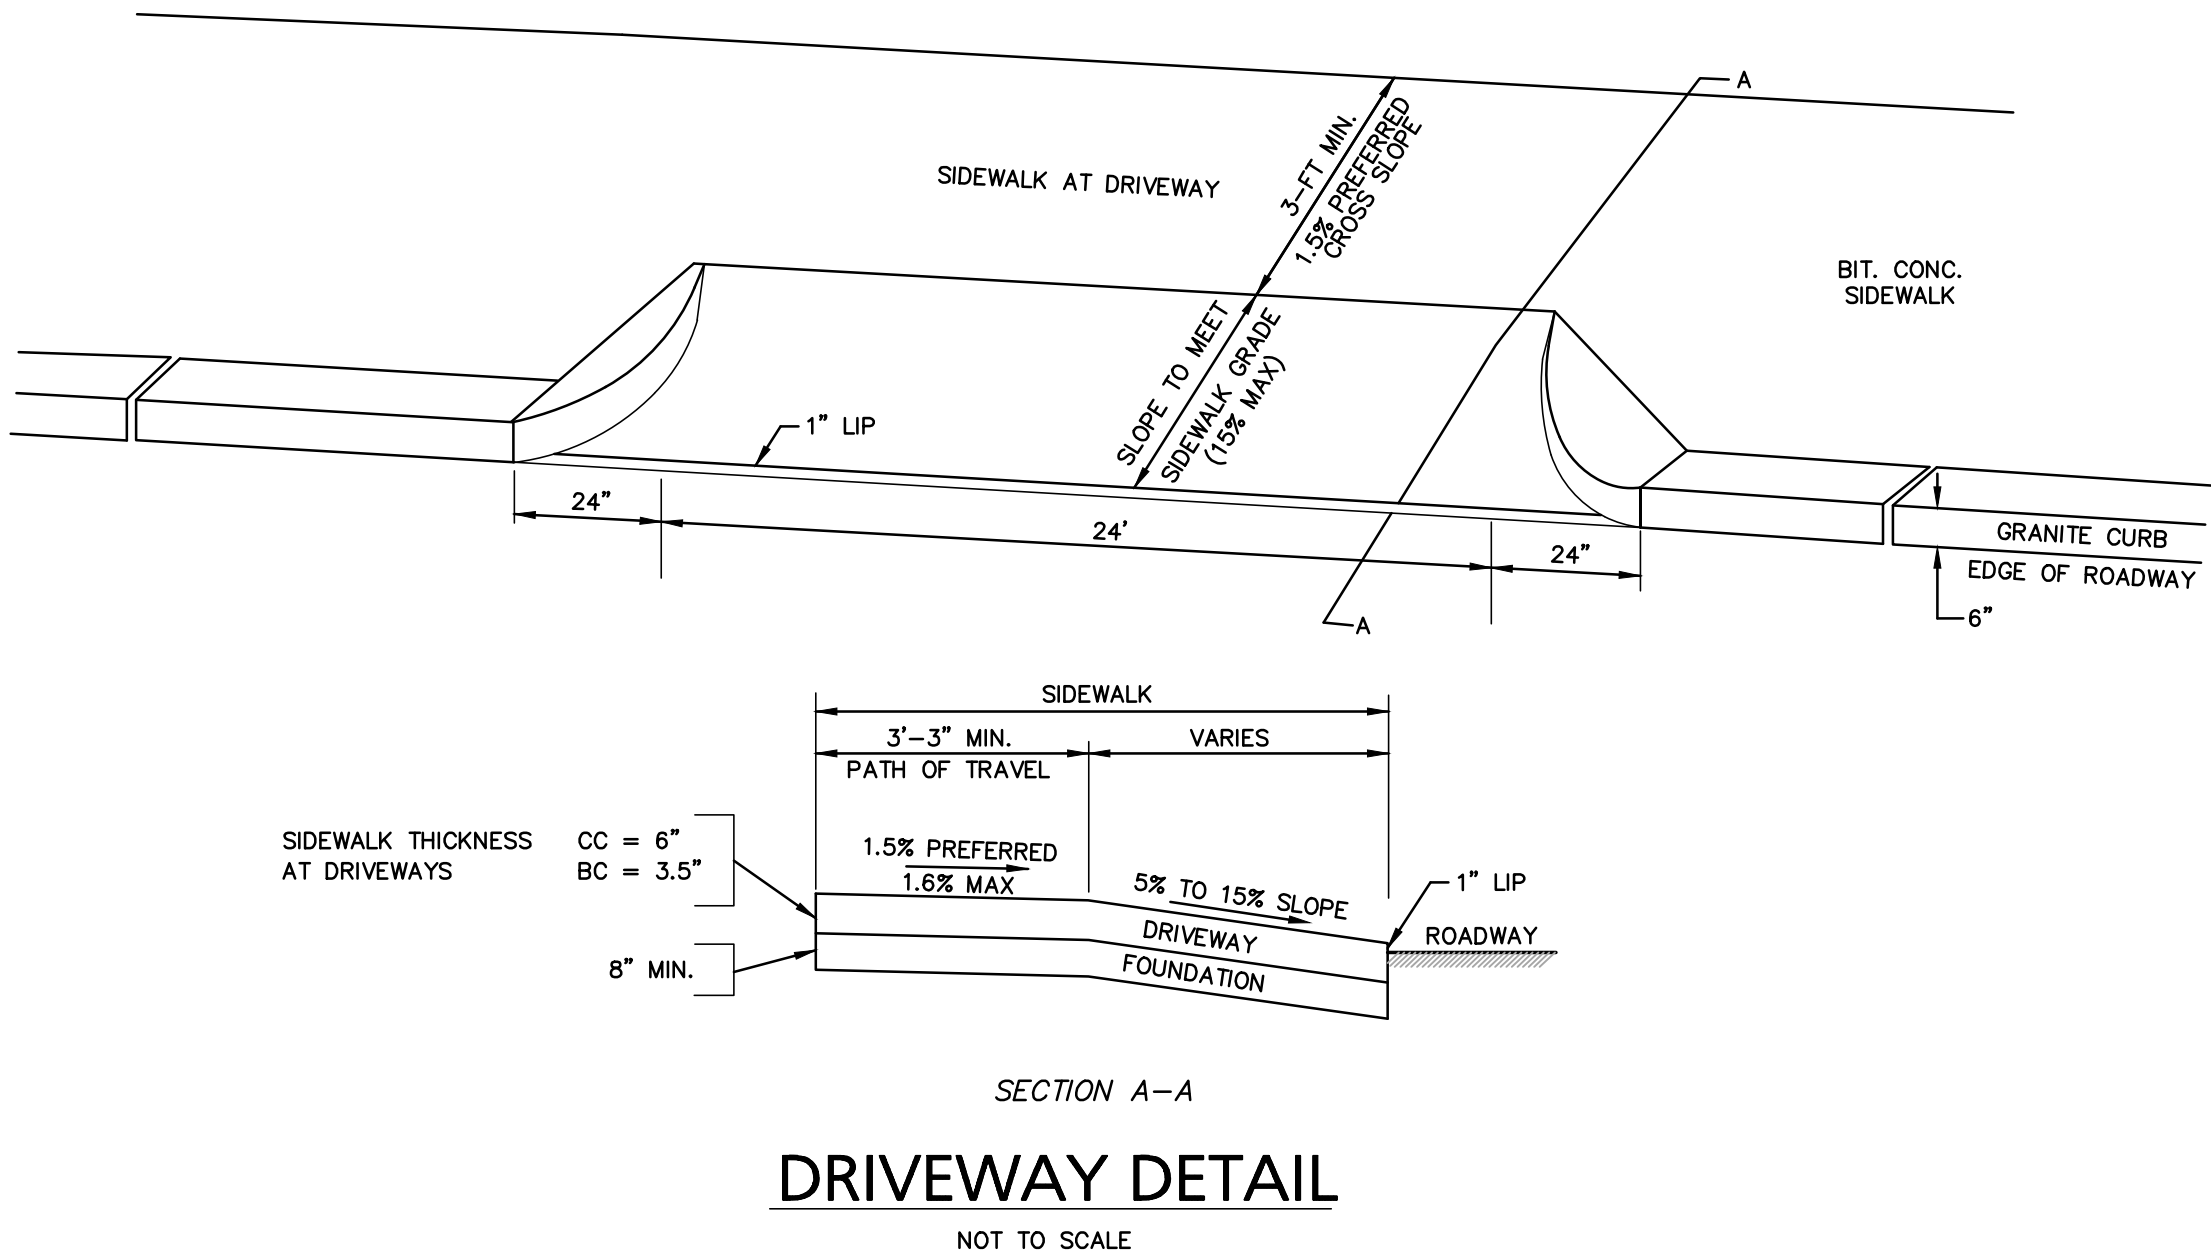 A
3-FT MIN.
1.5% PREFERRED
CROSS SLOPE
SIDEWALK AT DRIVEWAY
BIT. CONC.
SIDEWALK
SLOPE TO MEET
SIDEWALK GRADE
(15% MAX)
1" LIP
24"
24'
24"
GRANITE CURB
EDGE OF ROADWAY
6"
A
SIDEWALK
3'-3" MIN.
VARIES
PATH OF TRAVEL
SIDEWALK THICKNESS CC = 6"
AT DRIVEWAYS BC = 3.5"
1.5% PREFERRED
1.6% MAX
5% TO 15% SLOPE
1" LIP
DRIVEWAY
ROADWAY
8" MIN.
FOUNDATION
SECTION A-A
DRIVEWAY DETAIL
NOT TO SCALE